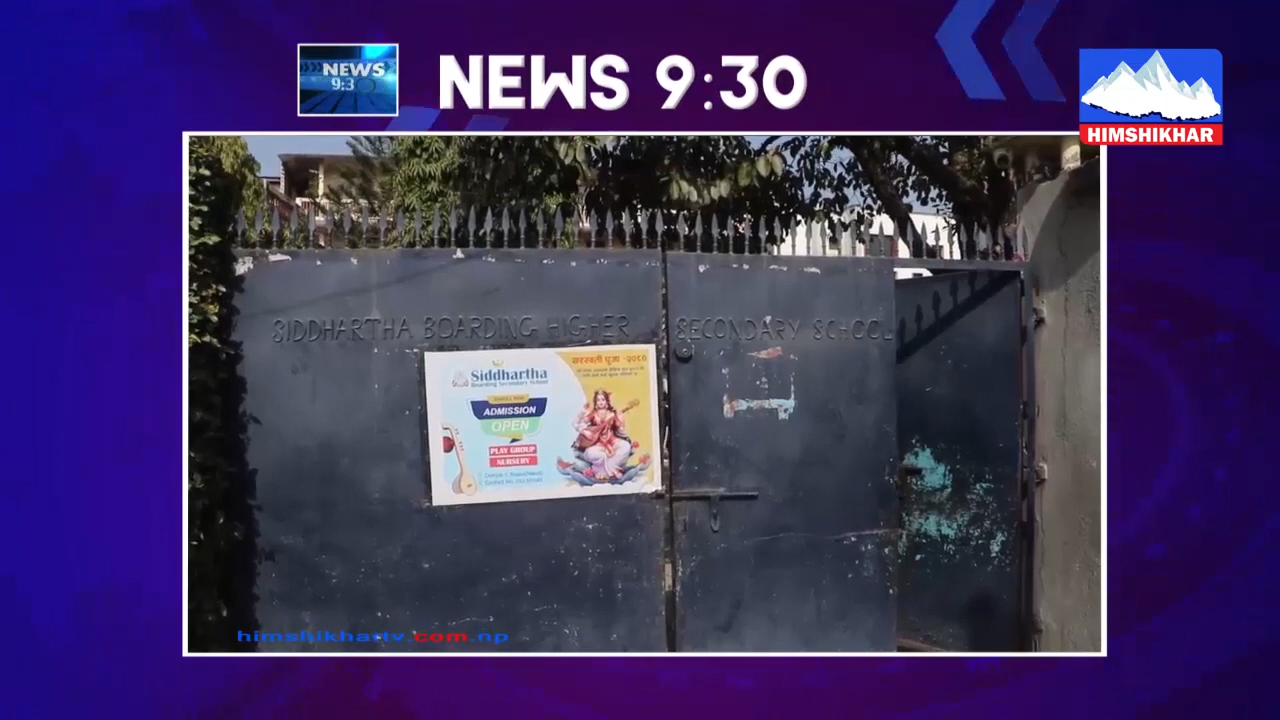 NEWS
9:30
NEWS 9:30
HIMSHIKHAR
SIDDHARTHA BOARDING HIGHER SECONDARY SCHOOL
Siddhartha
Boarding Secondary School
सरस्वती पूजा -२०८०
ADMISSION
OPEN
PLAY GROUP
NURSERY
himshikhartv.com.np